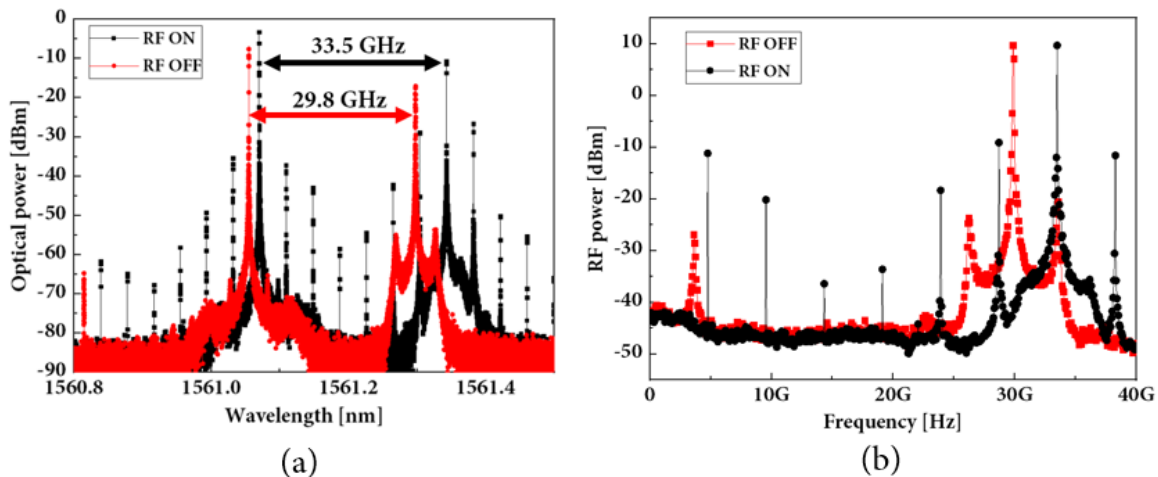 (a)
0
-10
-20
-30
-40
-50
-60
-70
-80
-90
Optical power [dBm]
RF ON
RF OFF
33.5 GHz
29.8 GHz
1560.8
1561.0
1561.2
1561.4
Wavelength [nm]
(a)
(b)
10
0
-10
-20
-30
-40
-50
RF power [dBm]
RF OFF
RF ON
0
10G
20G
30G
40G
Frequency [Hz]
(b)